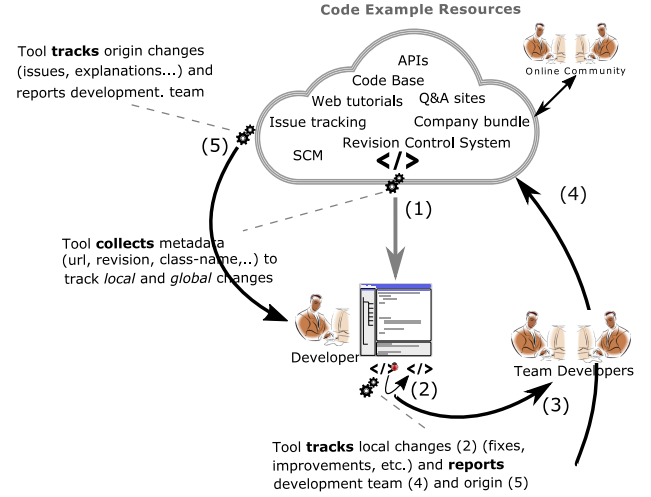 Code Example Resources
Tool tracks origin changes
(issues, explanations...) and
reports development. team
APIs
Code Base
Web tutorials
Q&A sites
Issue tracking
Company bundle
Revision Control System
SCM
</>
Online Community
(5)
(1)
(4)
Tool collects metadara
(url, revision, class-name,..) to
track local and global changes
Developer
</>
</>
(2)
Team Developers
(3)
Tool tracks local changes (2) (fixes,
improvements, etc.) and reports
development team (4) and origin (5)